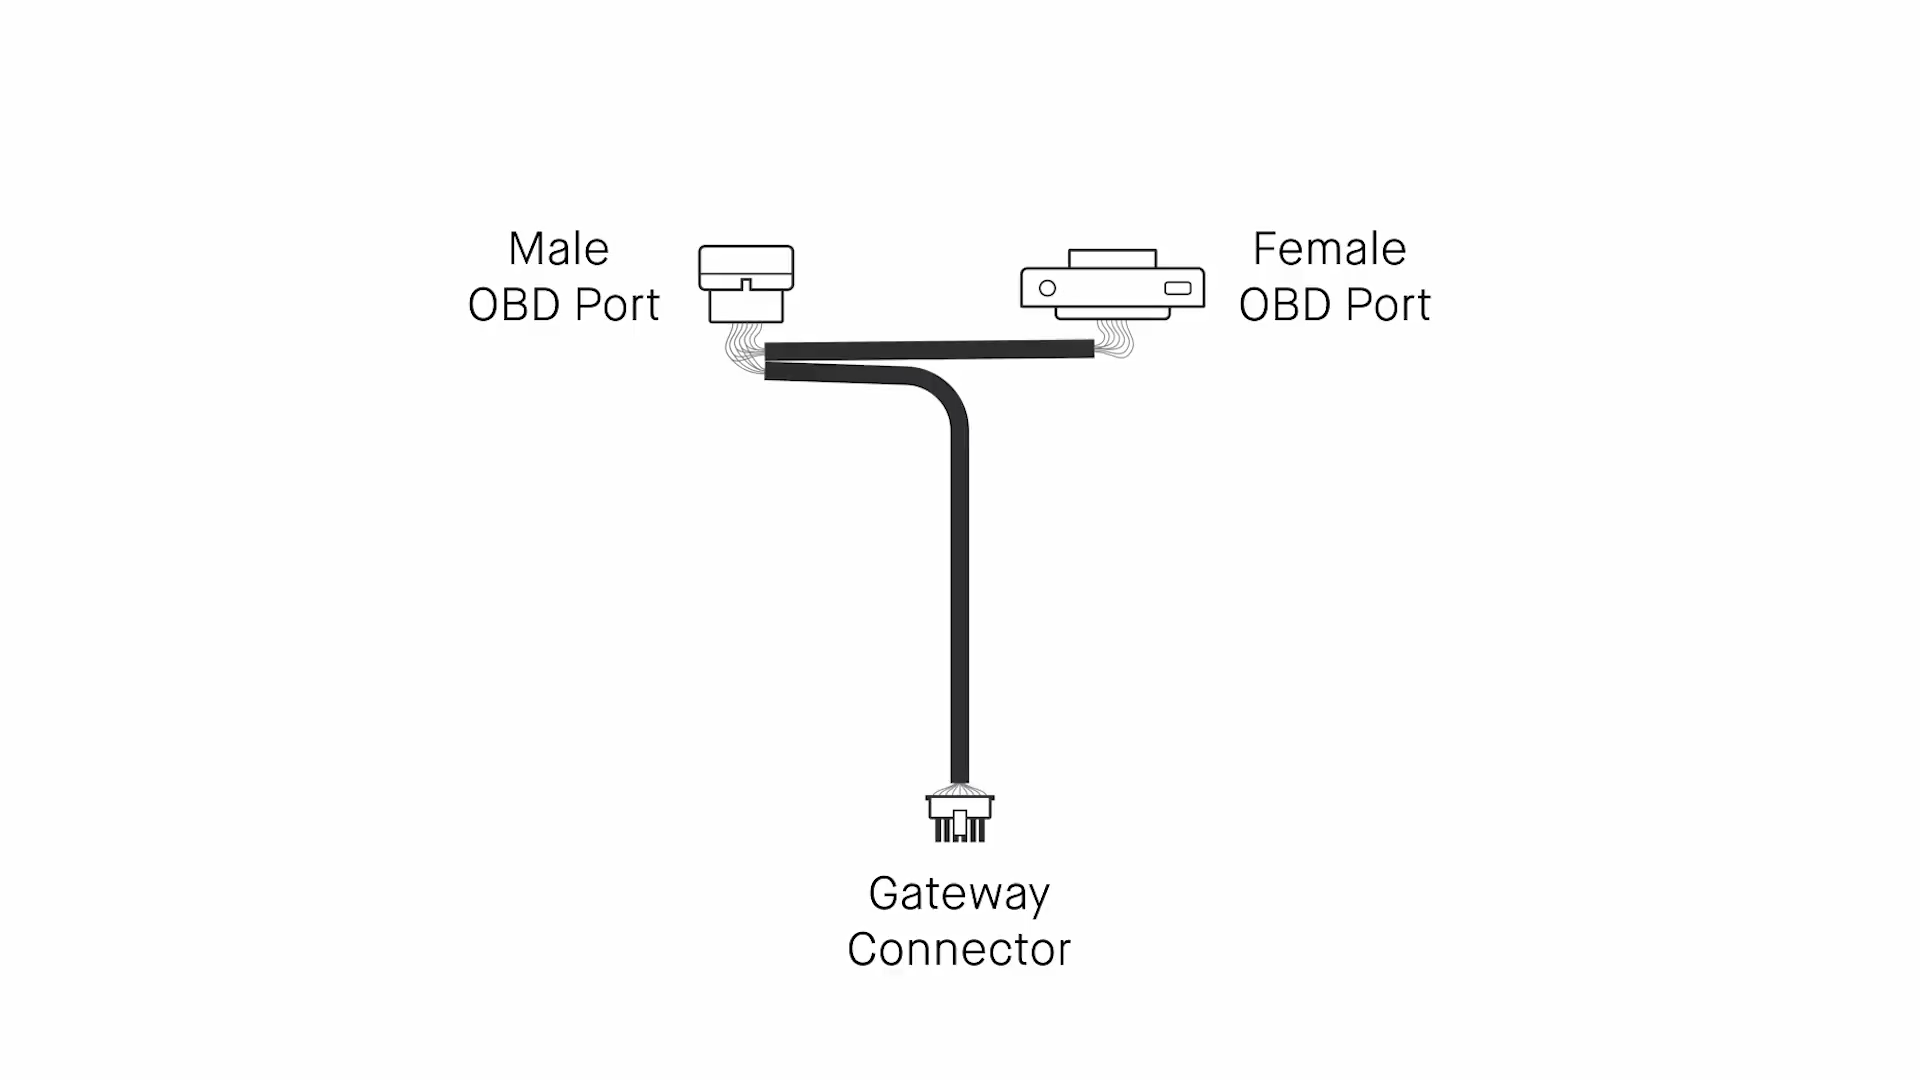 Male
OBD Port
Female
OBD Port
Gateway
Connector